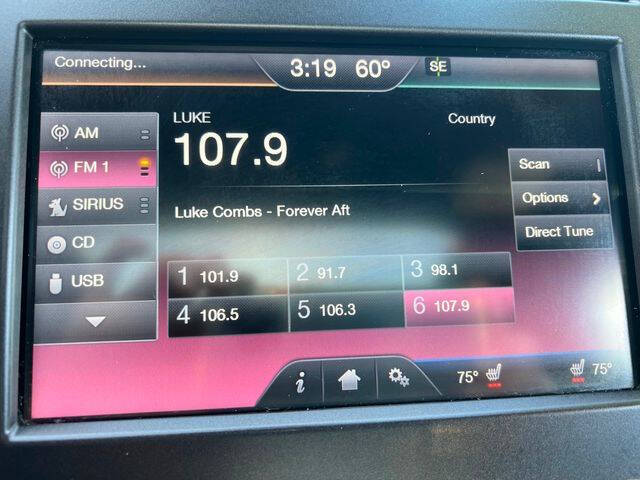 Connecting...
3:19 60°
SE
AM
FM 1
SIRIUS
CD
USB
LUKE
Country
107.9
Luke Combs - Forever Aft
1 101.9
2 91.7
3 98.1
4 106.5
5 106.3
6 107.9
Scan
Options
Direct Tune
i
75°
75°